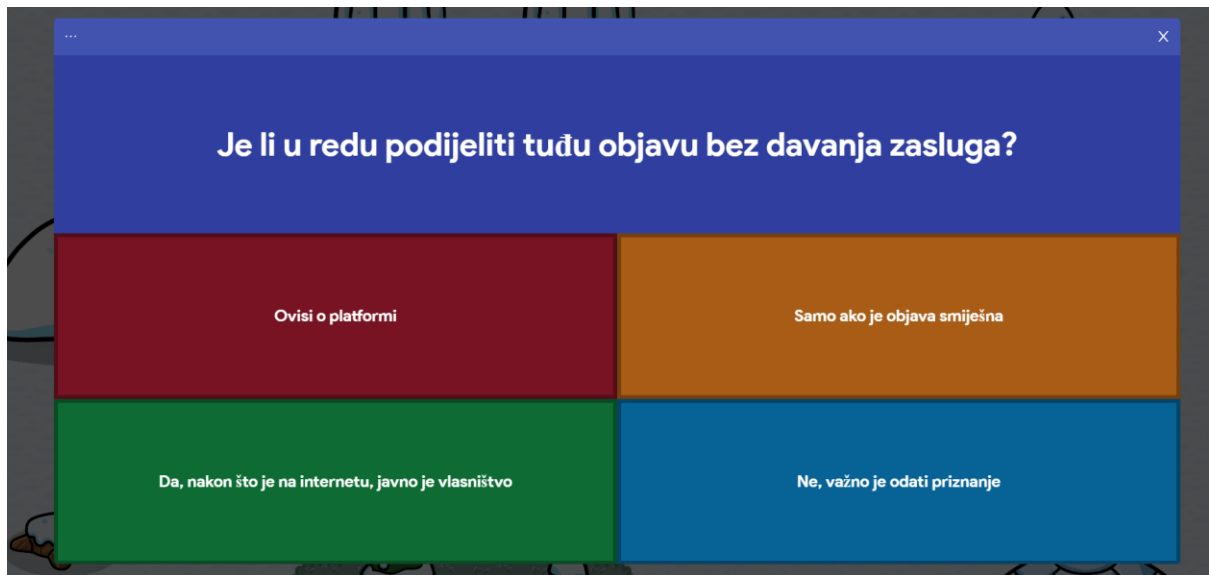 ...
X
Je li u redu podijeliti tuđu objavu bez davanja zasluga?
Ovisi o platformi
Samo ako je objava smiješna
Da, nakon što je na internetu, javno je vlasništvo
Ne, važno je odati priznanje